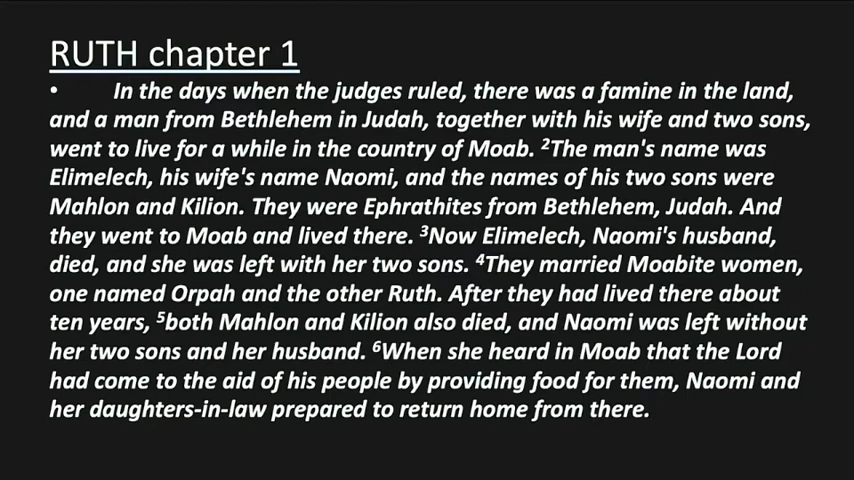 RUTH chapter 1
• In the days when the judges ruled, there was a famine in the land,
and a man from Bethlehem in Judah, together with his wife and two sons,
went to live for a while in the country of Moab. ²The man's name was
Elimelech, his wife's name Naomi, and the names of his two sons were
Mahlon and Kilion. They were Ephrathites from Bethlehem, Judah. And
they went to Moab and lived there. ³Now Elimelech, Naomi's husband,
died, and she was left with her two sons. ⁴They married Moabite women,
one named Orpah and the other Ruth. After they had lived there about
ten years, ⁵both Mahlon and Kilion also died, and Naomi was left without
her two sons and her husband. ⁶When she heard in Moab that the Lord
had come to the aid of his people by providing food for them, Naomi and
her daughters-in-law prepared to return home from there.